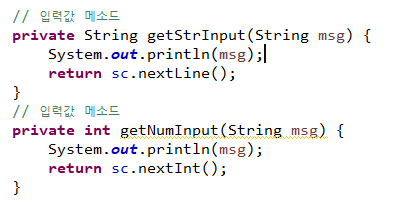 // 입력값 메소드
private String getStrInput(String msg) {
    System.out.println(msg);
    return sc.nextLine();
}
// 입력값 메소드
private int getNumInput(String msg) {
    System.out.println(msg);
    return sc.nextInt();
}